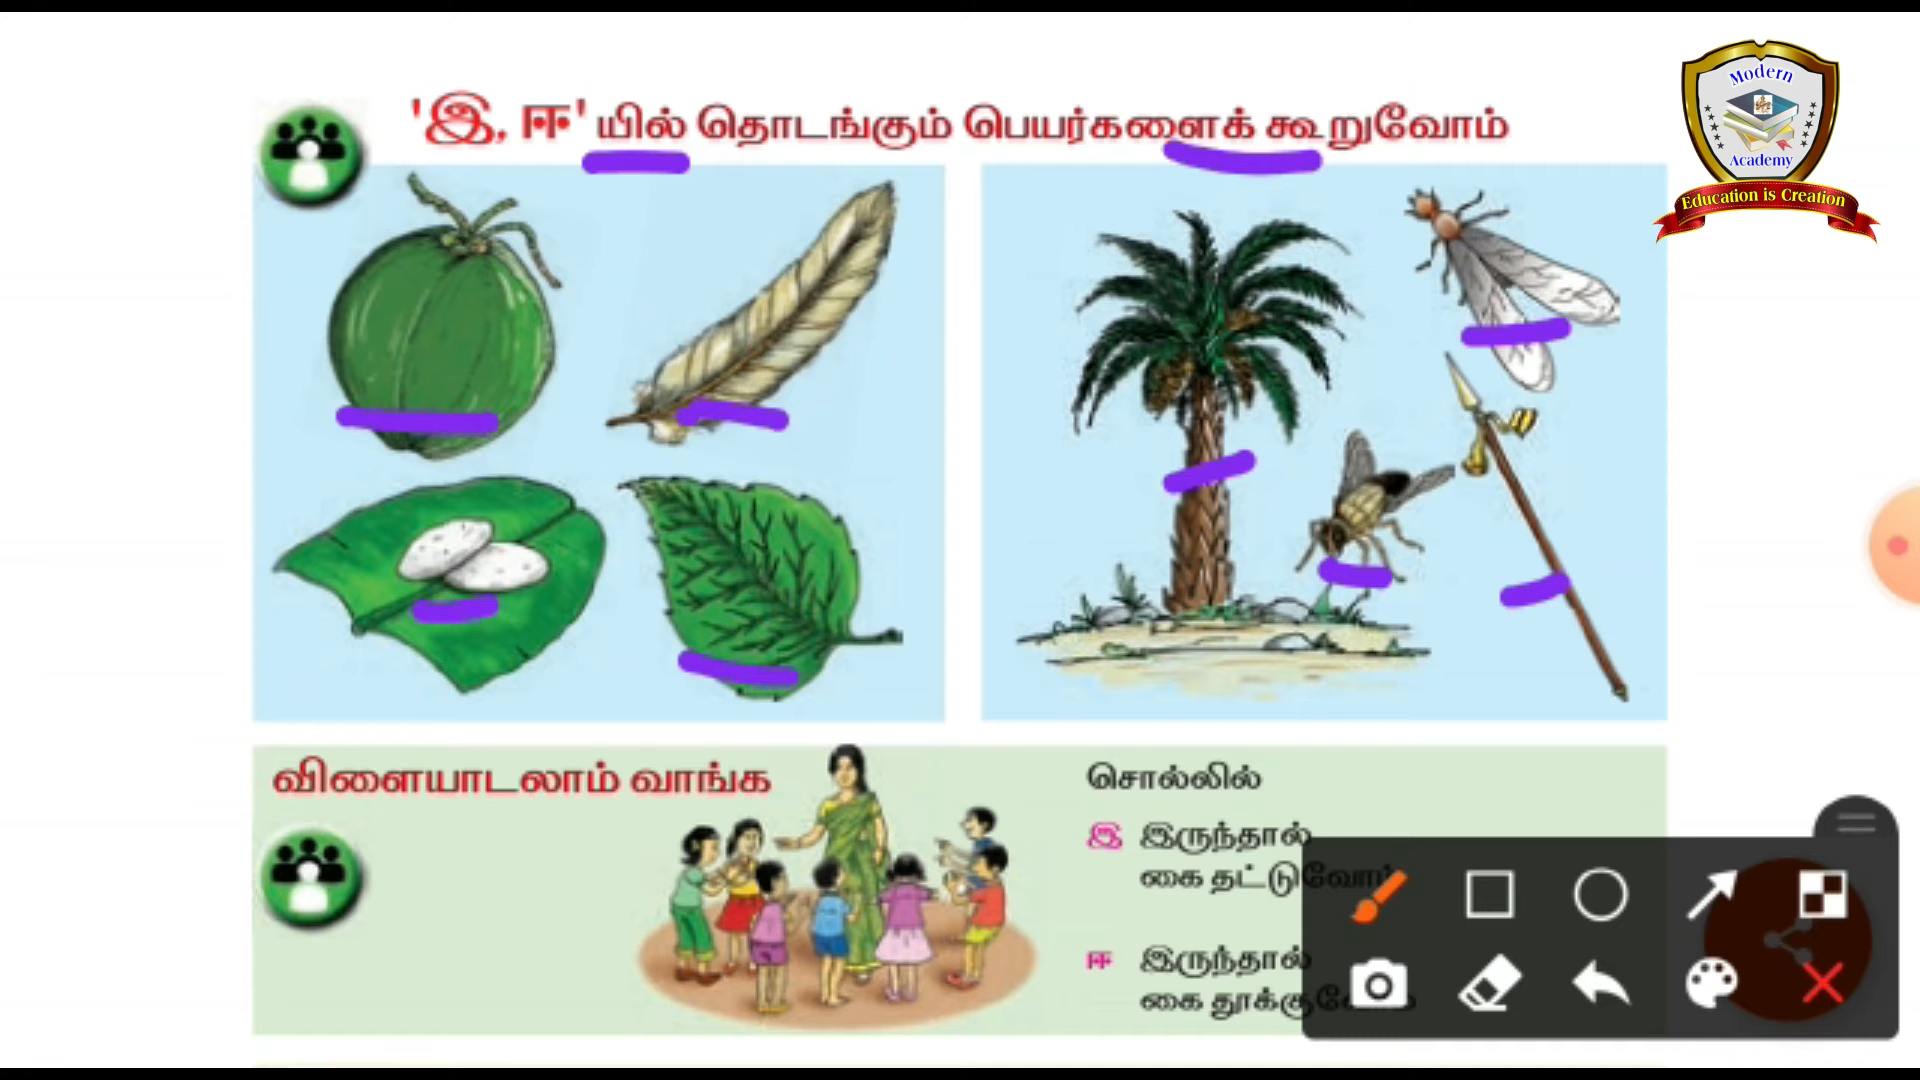 'இ, ஈ' யில் தொடங்கும் பெயர்களைக் கூறுவோம்
Modern
Academy
Education is Creation
விளையாடலாம் வாங்க
சொல்லில்
இ இருந்தால்
கை தட்டுவோம்
ஈ இருந்தால்
கை